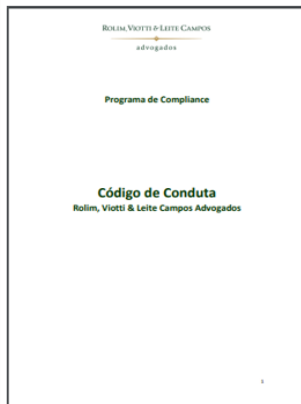 ROLIM, VIOTTI & LEITE CAMPOS
advogados
Programa de Compliance
Código de Conduta
Rolim, Viotti & Leite Campos Advogados
1